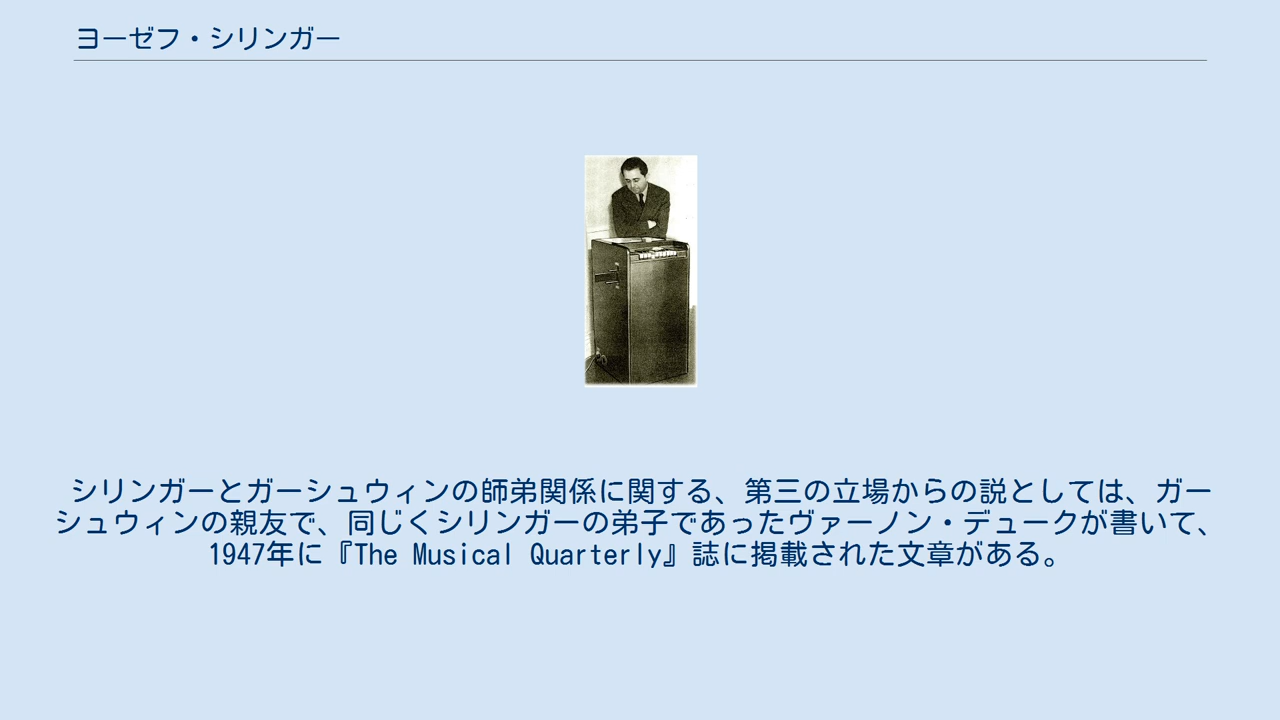 ヨーゼフ・シリンガー
シリンガーとガーシュウィンの師弟関係に関する、第三の立場からの説としては、ガー
シュウィンの親友で、同じくシリンガーの弟子であったヴァーノン・デュークが書いて、
1947年に『The Musical Quarterly』誌に掲載された文章がある。